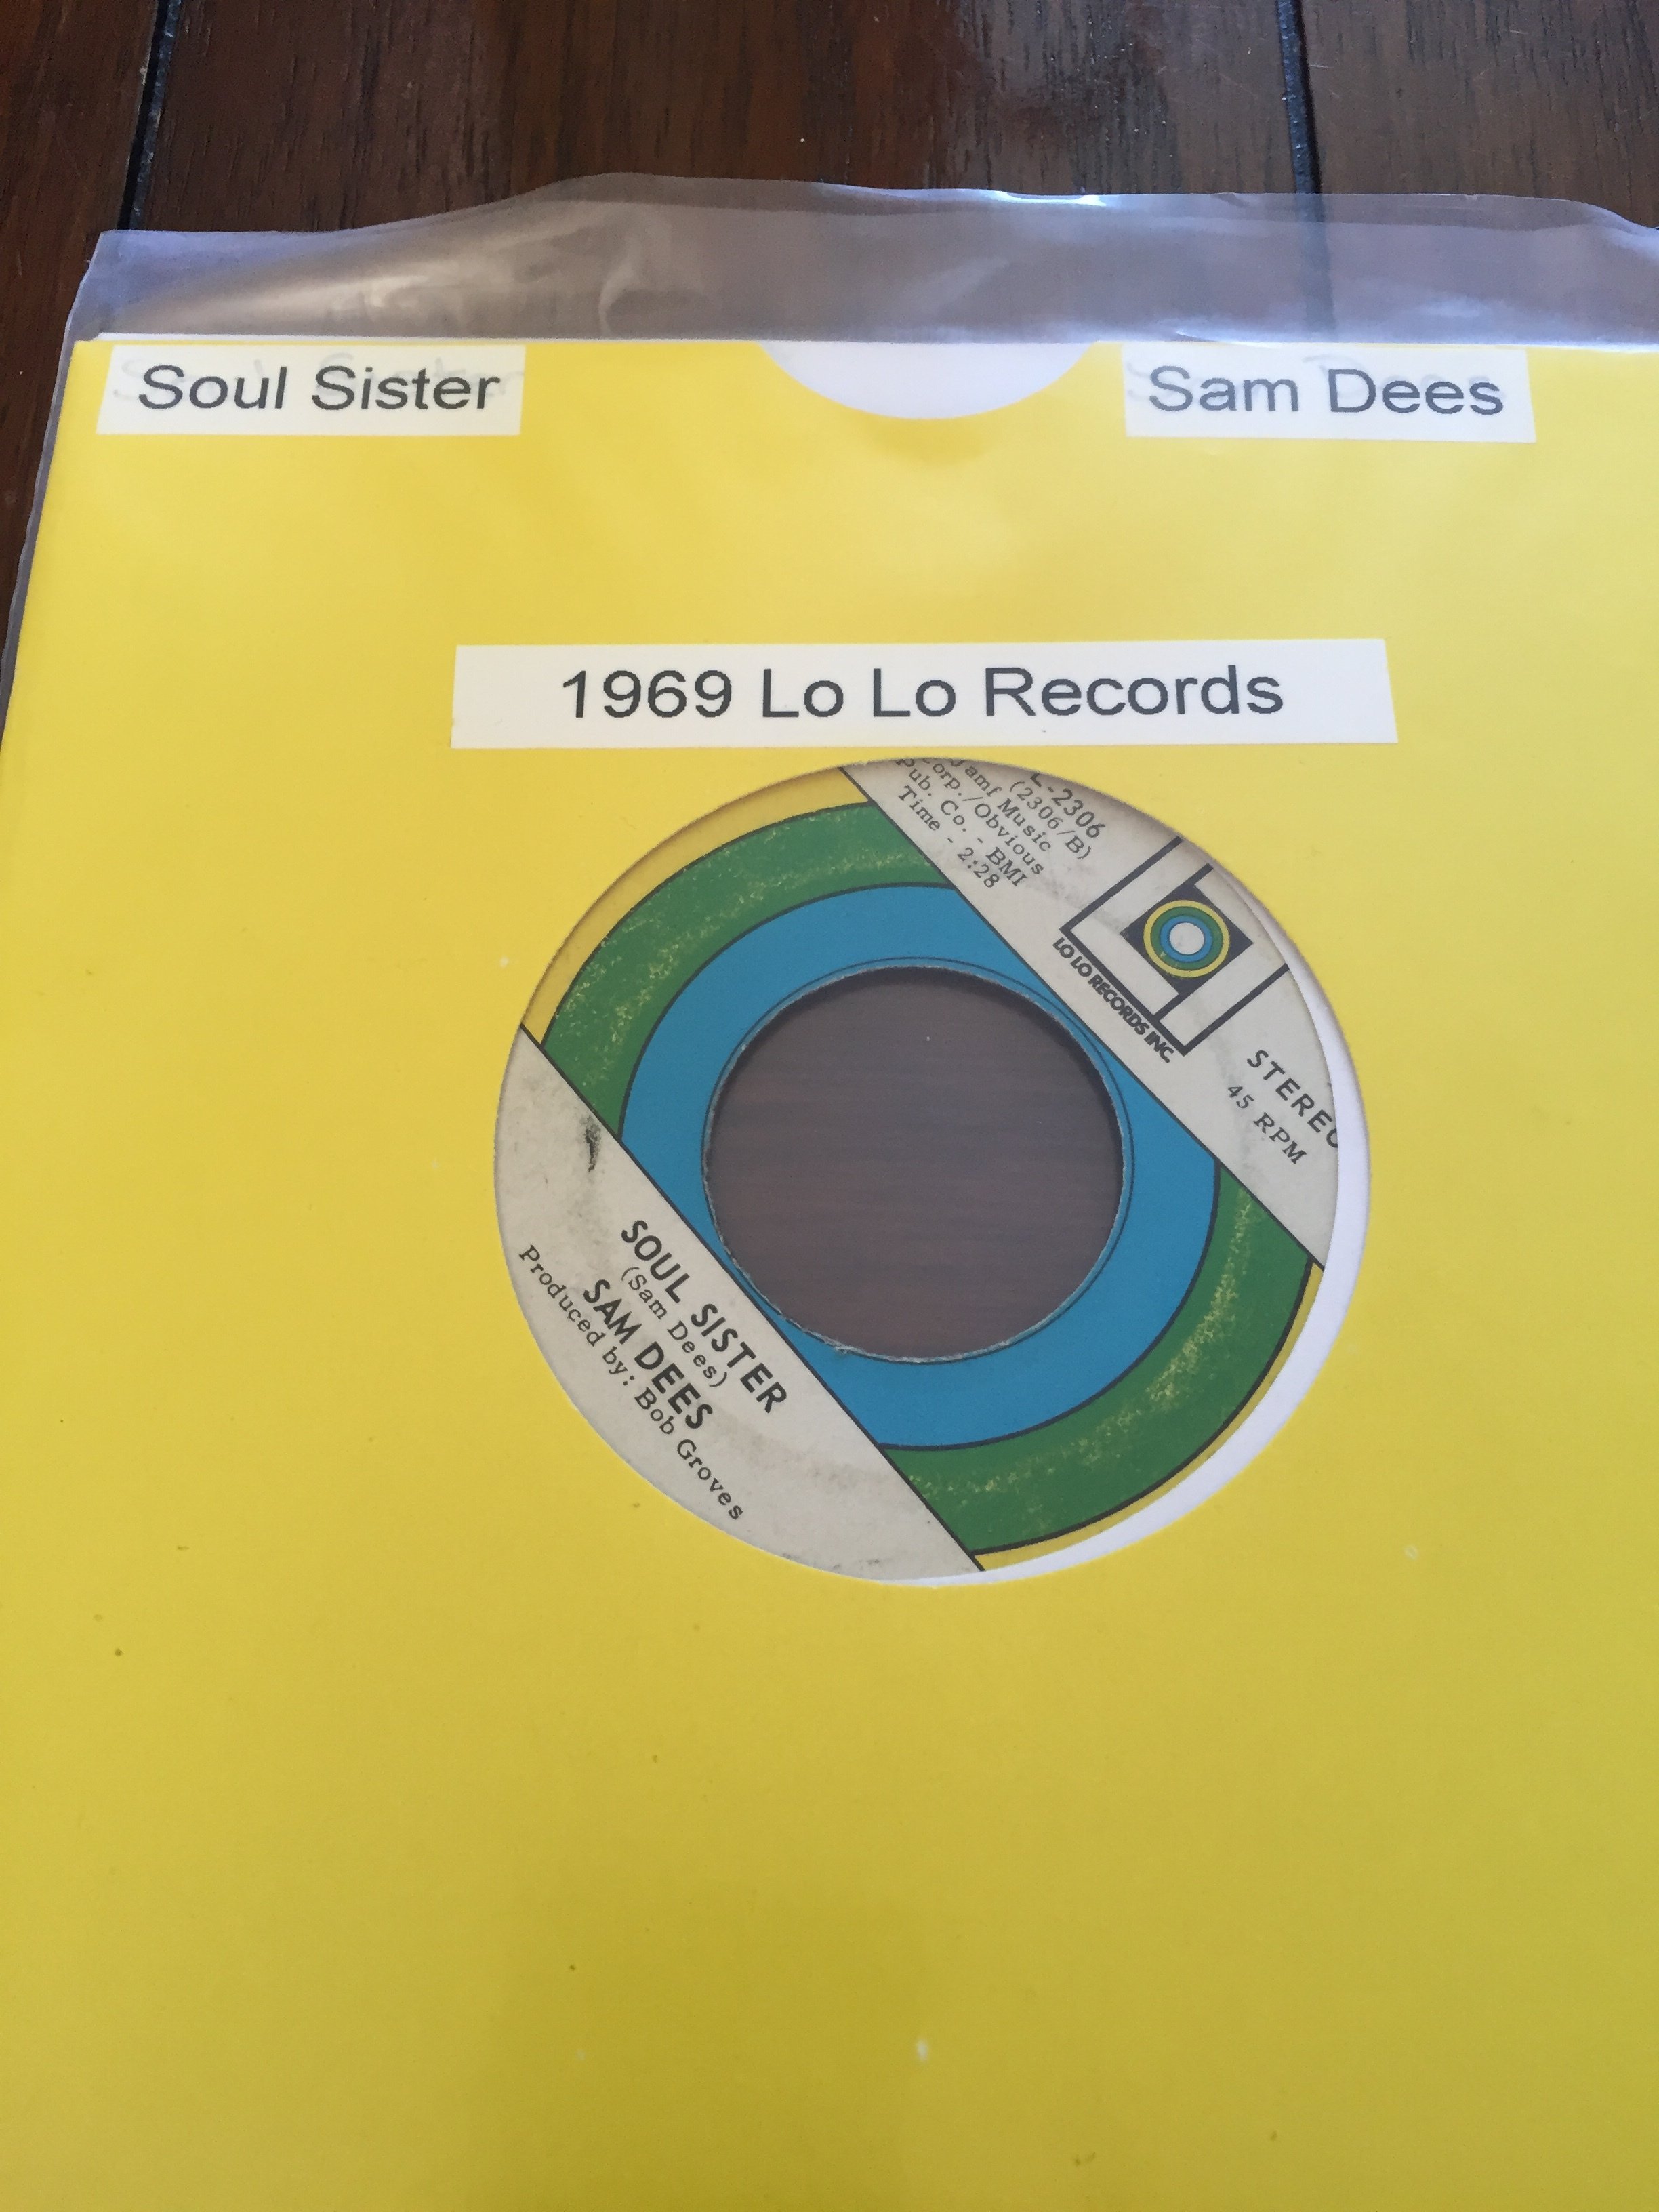 Soul Sister
Sam Dees
1969 Lo Lo Records
L-2306
(2306/B)
Jamf Music
Corp./Obvious
Pub. Co. - BMI
Time - 2:28
LO LO RECORDS INC.
STEREO
45 RPM
SOUL SISTER
(Sam Dees)
SAM DEES
Produced by: Bob Groves